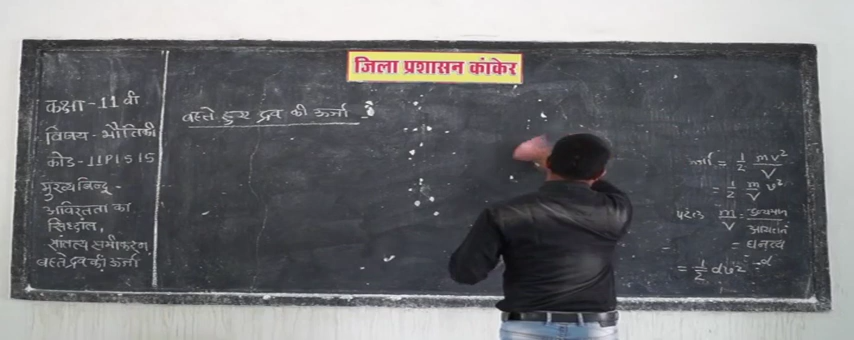 जिला प्रशासन कांकेर
कक्षा - 11 वी
विषय - भौतिकी
कोड - 11P1515
मुख्य बिन्दु -
अविरतता का
सिध्दांत,
सांतत्य समीकरण,
बहते द्रव की ऊर्जा
बहते हुए द्रव की ऊर्जा :-
ऊर्जा = 1/2 mv²/V
= 1/2 m/V v²
परंतु m/V = द्रव्यमान/आयतन
= घनत्व
= 1/2 dv² = d